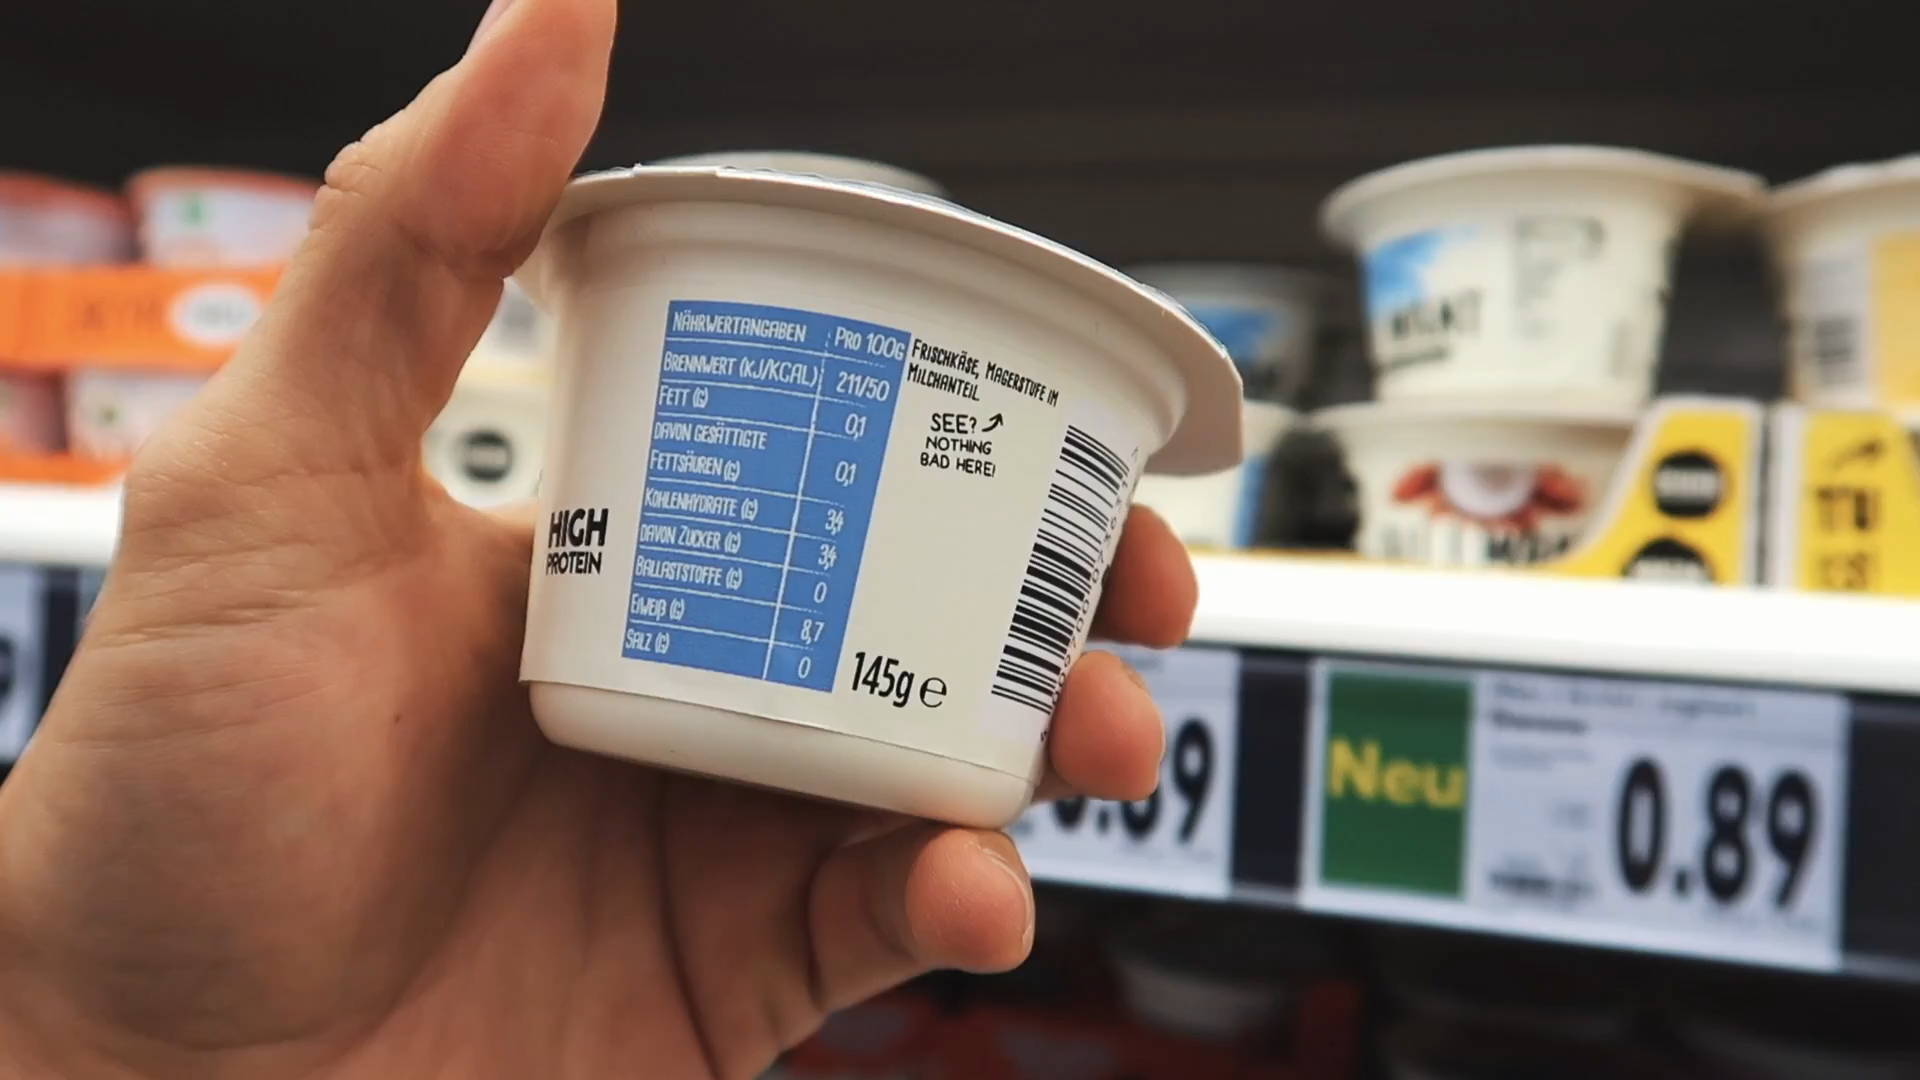 NÄHRWERTANGABEN PRO 100G
BRENNWERT (KJ/KCAL) 211/50
FETT (G) 0,1
DAVON GESÄTTIGTE
FETTSÄUREN (G) 0,1
KOHLENHYDRATE (G) 3,4
DAVON ZUCKER (G) 3,4
BALLASTSTOFFE (G) 0
EIWEIß (G) 8,7
SALZ (G) 0
HIGH
PROTEIN
FRISCHKÄSE, MAGERSTUFE IM
MILCHANTEIL
SEE?
NOTHING
BAD HERE!
145g e
Neu
0.89